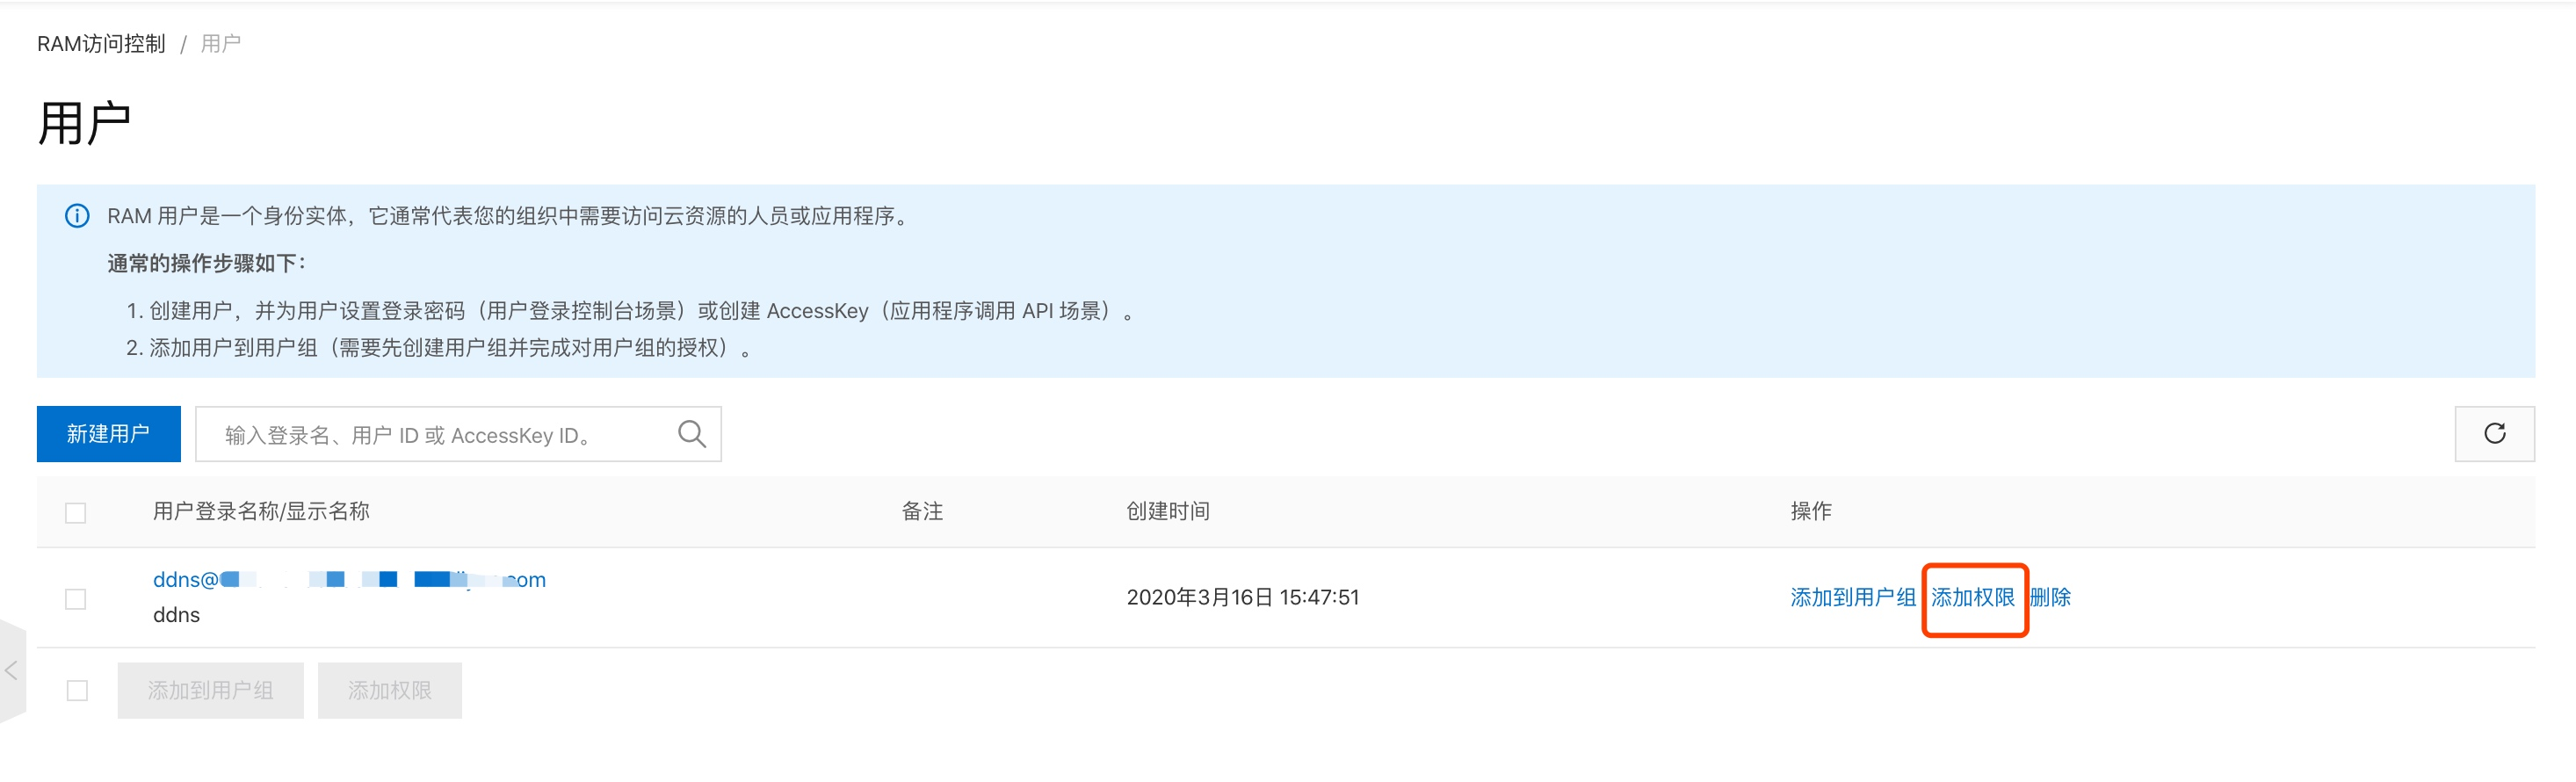 RAM访问控制 / 用户
用户
RAM 用户是一个身份实体，它通常代表您的组织中需要访问云资源的人员或应用程序。
通常的操作步骤如下：
1. 创建用户，并为用户设置登录密码（用户登录控制台场景）或创建 AccessKey（应用程序调用 API 场景）。
2. 添加用户到用户组（需要先创建用户组并完成对用户组的授权）。
新建用户 输入登录名、用户 ID 或 AccessKey ID。
用户登录名称/显示名称 备注 创建时间 操作
ddns@ com 2020年3月16日 15:47:51 添加到用户组 添加权限 删除
ddns
添加到用户组 添加权限